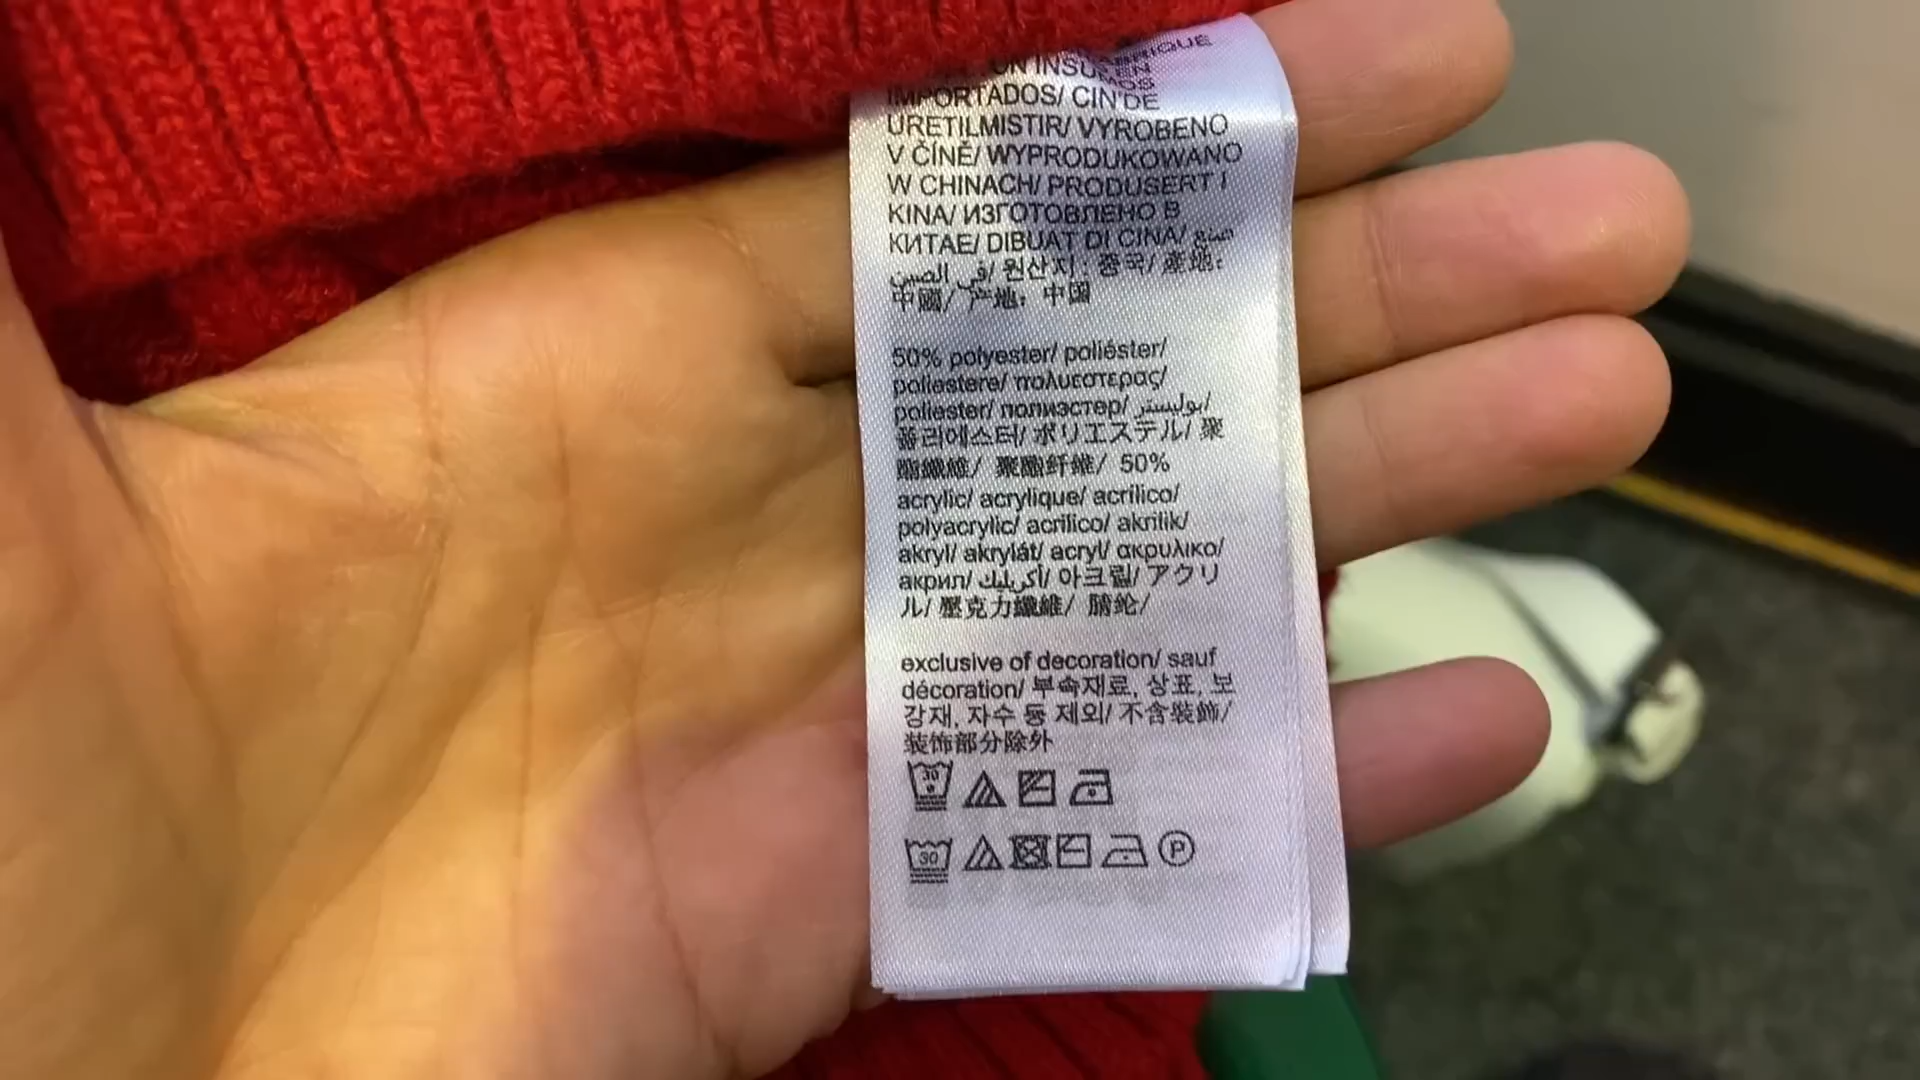 IMPORTADOS/ CIN'DE
URETILMISTIR/ VYROBENO
V ČÍNĚ/ WYPRODUKOWANO
W CHINACH/ PRODUSERT I
KINA/ ИЗГОТОВЛЕНО В
КИТАЕ/ DIBUAT DI CINA/ صنع
في الصين/ 원산지 : 중국/ 產地:
中國/ 产地: 中国
50% polyester/ poliéster/
poliestere/ πολυεστερας/
poliester/ полиэстер/ بوليستر/
폴리에스터/ ポリエステル/ 聚
酯纖維/ 聚酯纤维/ 50%
acrylic/ acrylique/ acrílico/
polyacrylic/ acrilico/ akrilik/
akryl/ akrylát/ acryl/ ακρυλικο/
акрил/ أكريليك/ 아크릴/ アクリ
ル/ 壓克力纖維/ 腈纶/
exclusive of decoration/ sauf
décoration/ 부속재료, 상표, 보
강재, 자수 등 제외/ 不含裝飾/
装饰部分除外
30
30 P